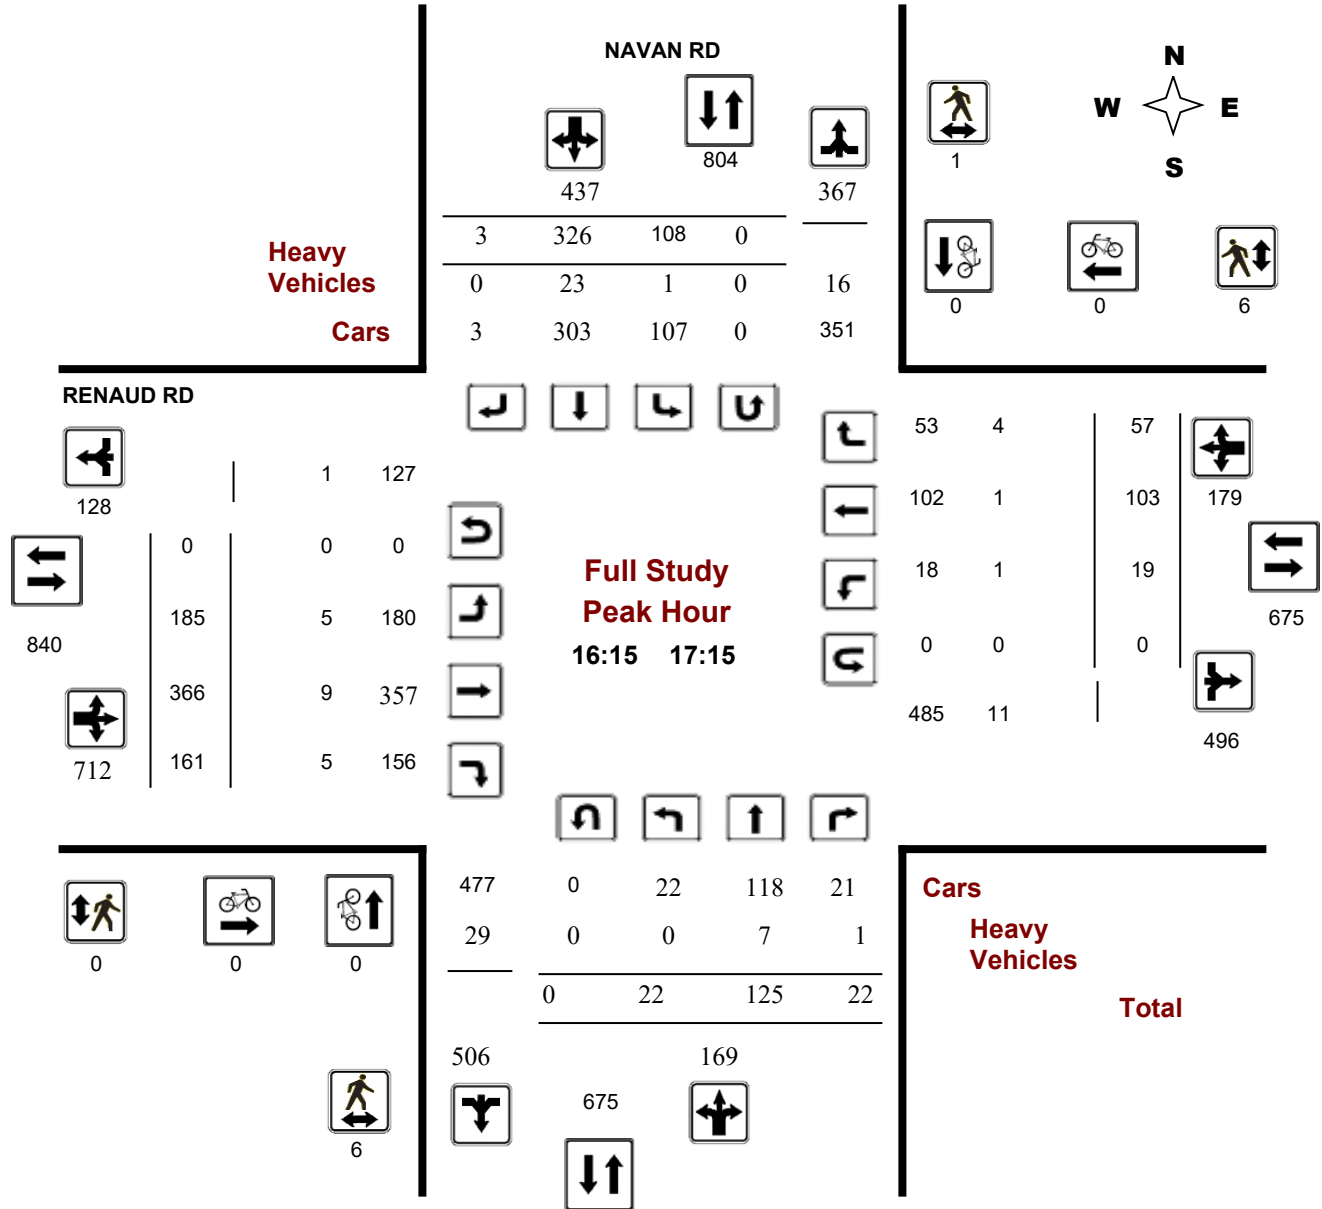 NAVAN RD
N
W E
S
804
1
437 367
3 326 108 0
Heavy
Vehicles 0 23 1 0 16
0 0 6
Cars 3 303 107 0 351
RENAUD RD
53 4 57
1 127
128
102 1 103 179
0 0 0
Full Study
18 1 19
Peak Hour
185 5 180
675
840
16:15 17:15
0 0 0
366 9 357
485 11
496
712 161 5 156
477 0 22 118 21
Cars
29 0 0 7 1
Heavy
Vehicles
0 0 0
0 22 125 22
Total
506 169
675
6